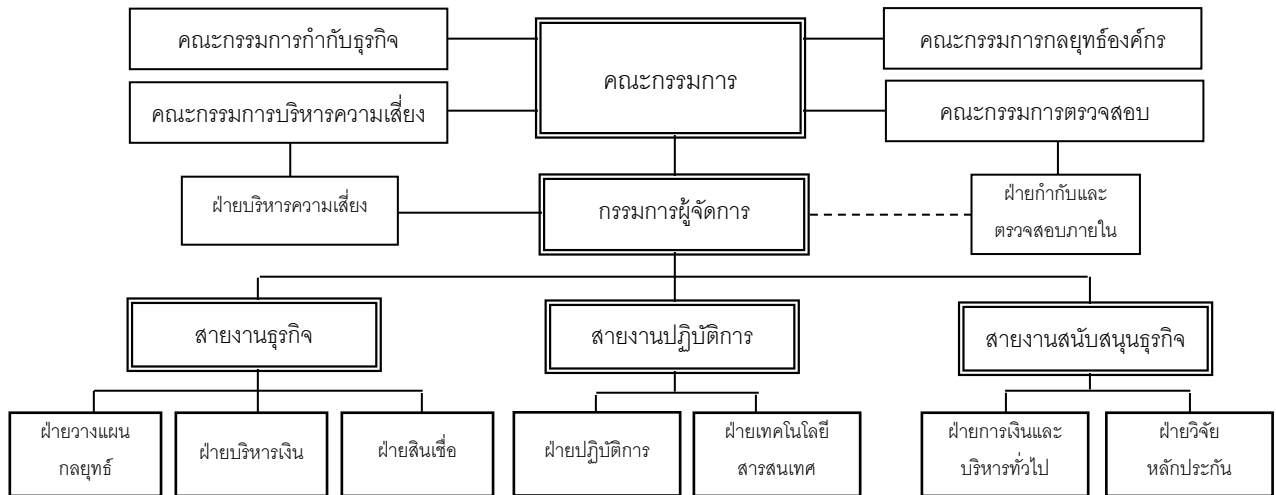 คณะกรรมการกำกับธุรกิจ
คณะกรรมการ
คณะกรรมการกลยุทธ์องค์กร
คณะกรรมการบริหารความเสี่ยง
คณะกรรมการตรวจสอบ
ฝ่ายบริหารความเสี่ยง
กรรมการผู้จัดการ
ฝ่ายกำกับและ
ตรวจสอบภายใน
สายงานธุรกิจ
สายงานปฏิบัติการ
สายงานสนับสนุนธุรกิจ
ฝ่ายวางแผน
กลยุทธ์
ฝ่ายบริหารเงิน
ฝ่ายสินเชื่อ
ฝ่ายปฏิบัติการ
ฝ่ายเทคโนโลยี
สารสนเทศ
ฝ่ายการเงินและ
บริหารทั่วไป
ฝ่ายวิจัย
หลักประกัน